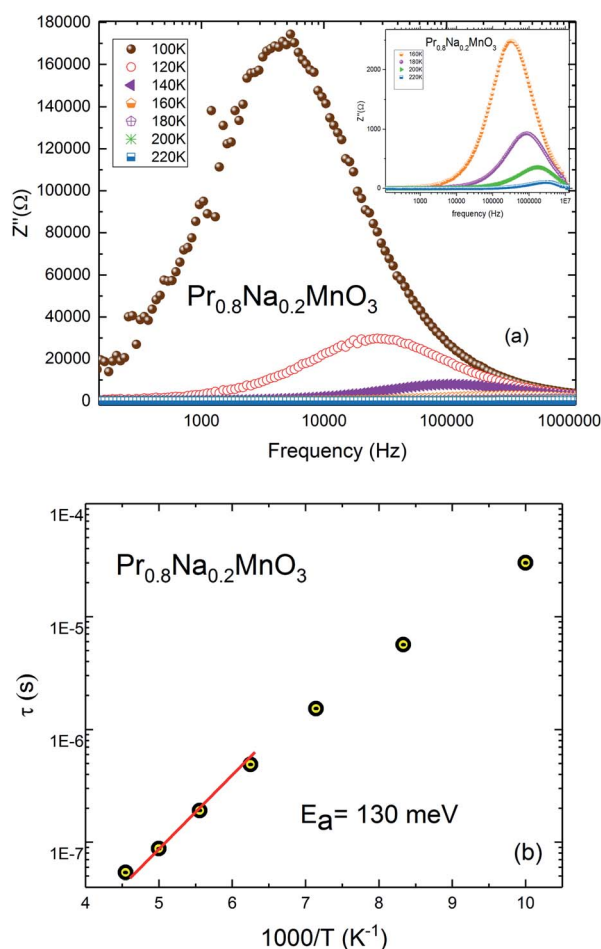 180000
160000
140000
120000
100000
80000
60000
40000
20000
0
Z''(Ω)
100K
120K
140K
160K
180K
200K
220K
Pr0.8Na0.2MnO3
(a)
1000
10000
100000
1000000
Frequency (Hz)
Pr0.8Na0.2MnO3
160K
180K
200K
220K
2000
1000
0
Z''(Ω)
1000
10000
100000
1000000
1E7
frequency (Hz)
1E-4
1E-5
1E-6
1E-7
τ (s)
Pr0.8Na0.2MnO3
Ea= 130 meV
(b)
4
5
6
7
8
9
10
1000/T (K-1)